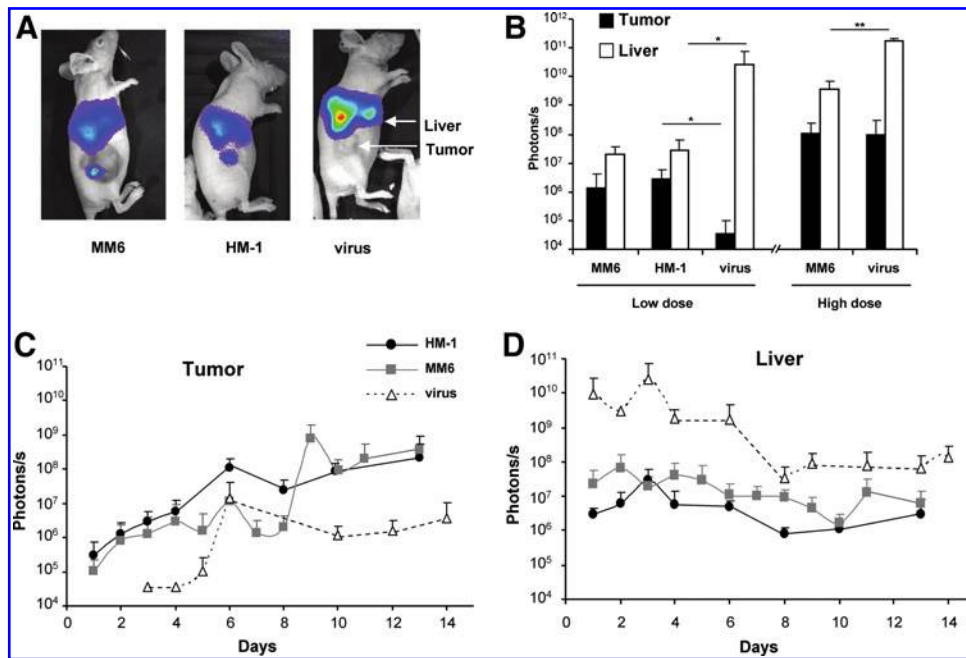 A
Liver
Tumor
MM6 HM-1 virus
B
Tumor
Liver
Photons/s
10¹²
10¹¹
10¹⁰
10⁹
10⁸
10⁷
10⁶
10⁵
10⁴
* * **
MM6 HM-1 virus MM6 virus
Low dose High dose
C
Tumor
HM-1
MM6
virus
Photons/s
10¹¹
10¹⁰
10⁹
10⁸
10⁷
10⁶
10⁵
10⁴
0 2 4 6 8 10 12 14
Days
D
Liver
Photons/s
10¹¹
10¹⁰
10⁹
10⁸
10⁷
10⁶
10⁵
10⁴
0 2 4 6 8 10 12 14
Days